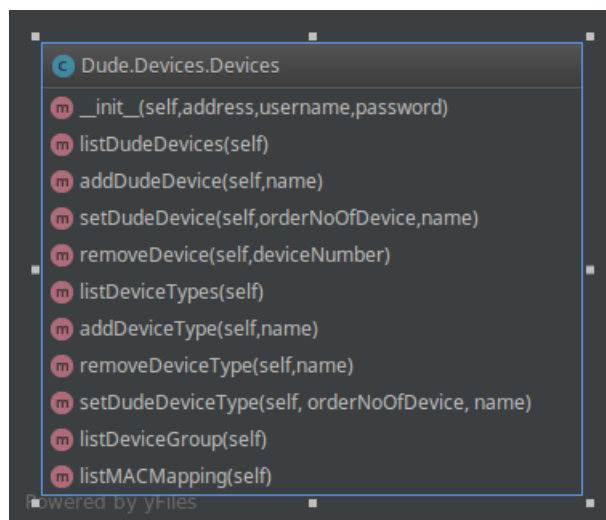 C Dude.Devices.Devices
m __init__(self,address,username,password)
m listDudeDevices(self)
m addDudeDevice(self,name)
m setDudeDevice(self,orderNoOfDevice,name)
m removeDevice(self,deviceNumber)
m listDeviceTypes(self)
m addDeviceType(self,name)
m removeDeviceType(self,name)
m setDudeDeviceType(self, orderNoOfDevice, name)
m listDeviceGroup(self)
m listMACMapping(self)
Powered by yFiles